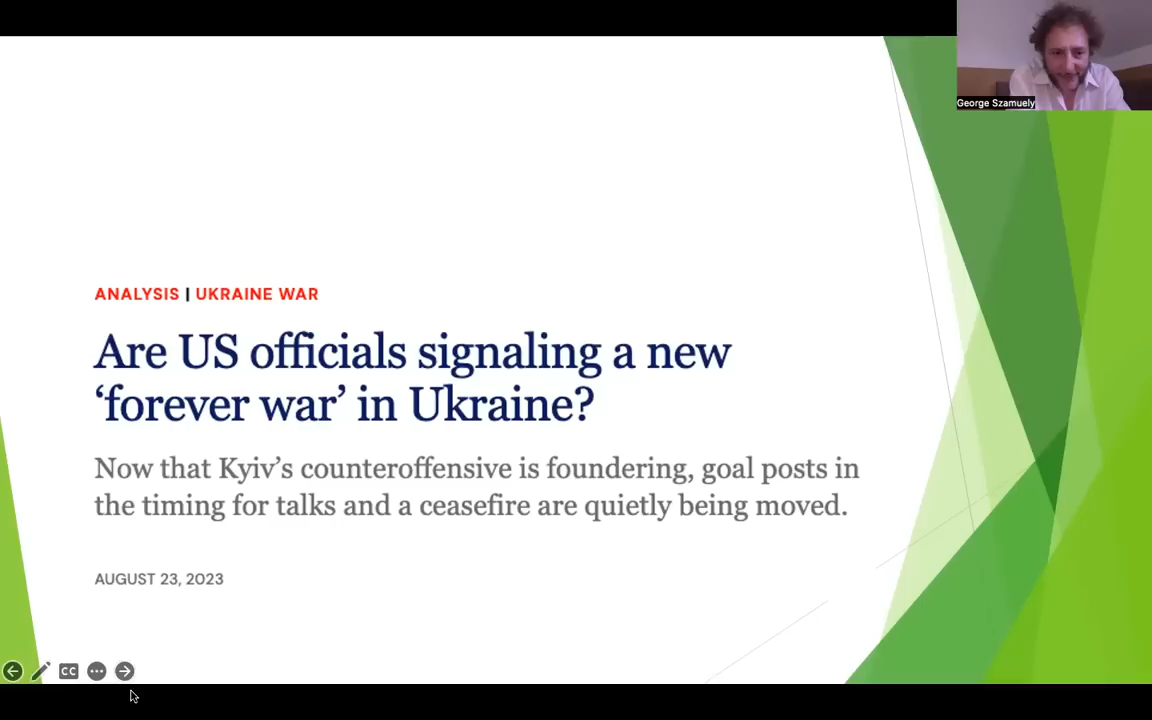 George Szamuely
ANALYSIS | UKRAINE WAR
Are US officials signaling a new
‘forever war’ in Ukraine?
Now that Kyiv’s counteroffensive is foundering, goal posts in
the timing for talks and a ceasefire are quietly being moved.
AUGUST 23, 2023
CC